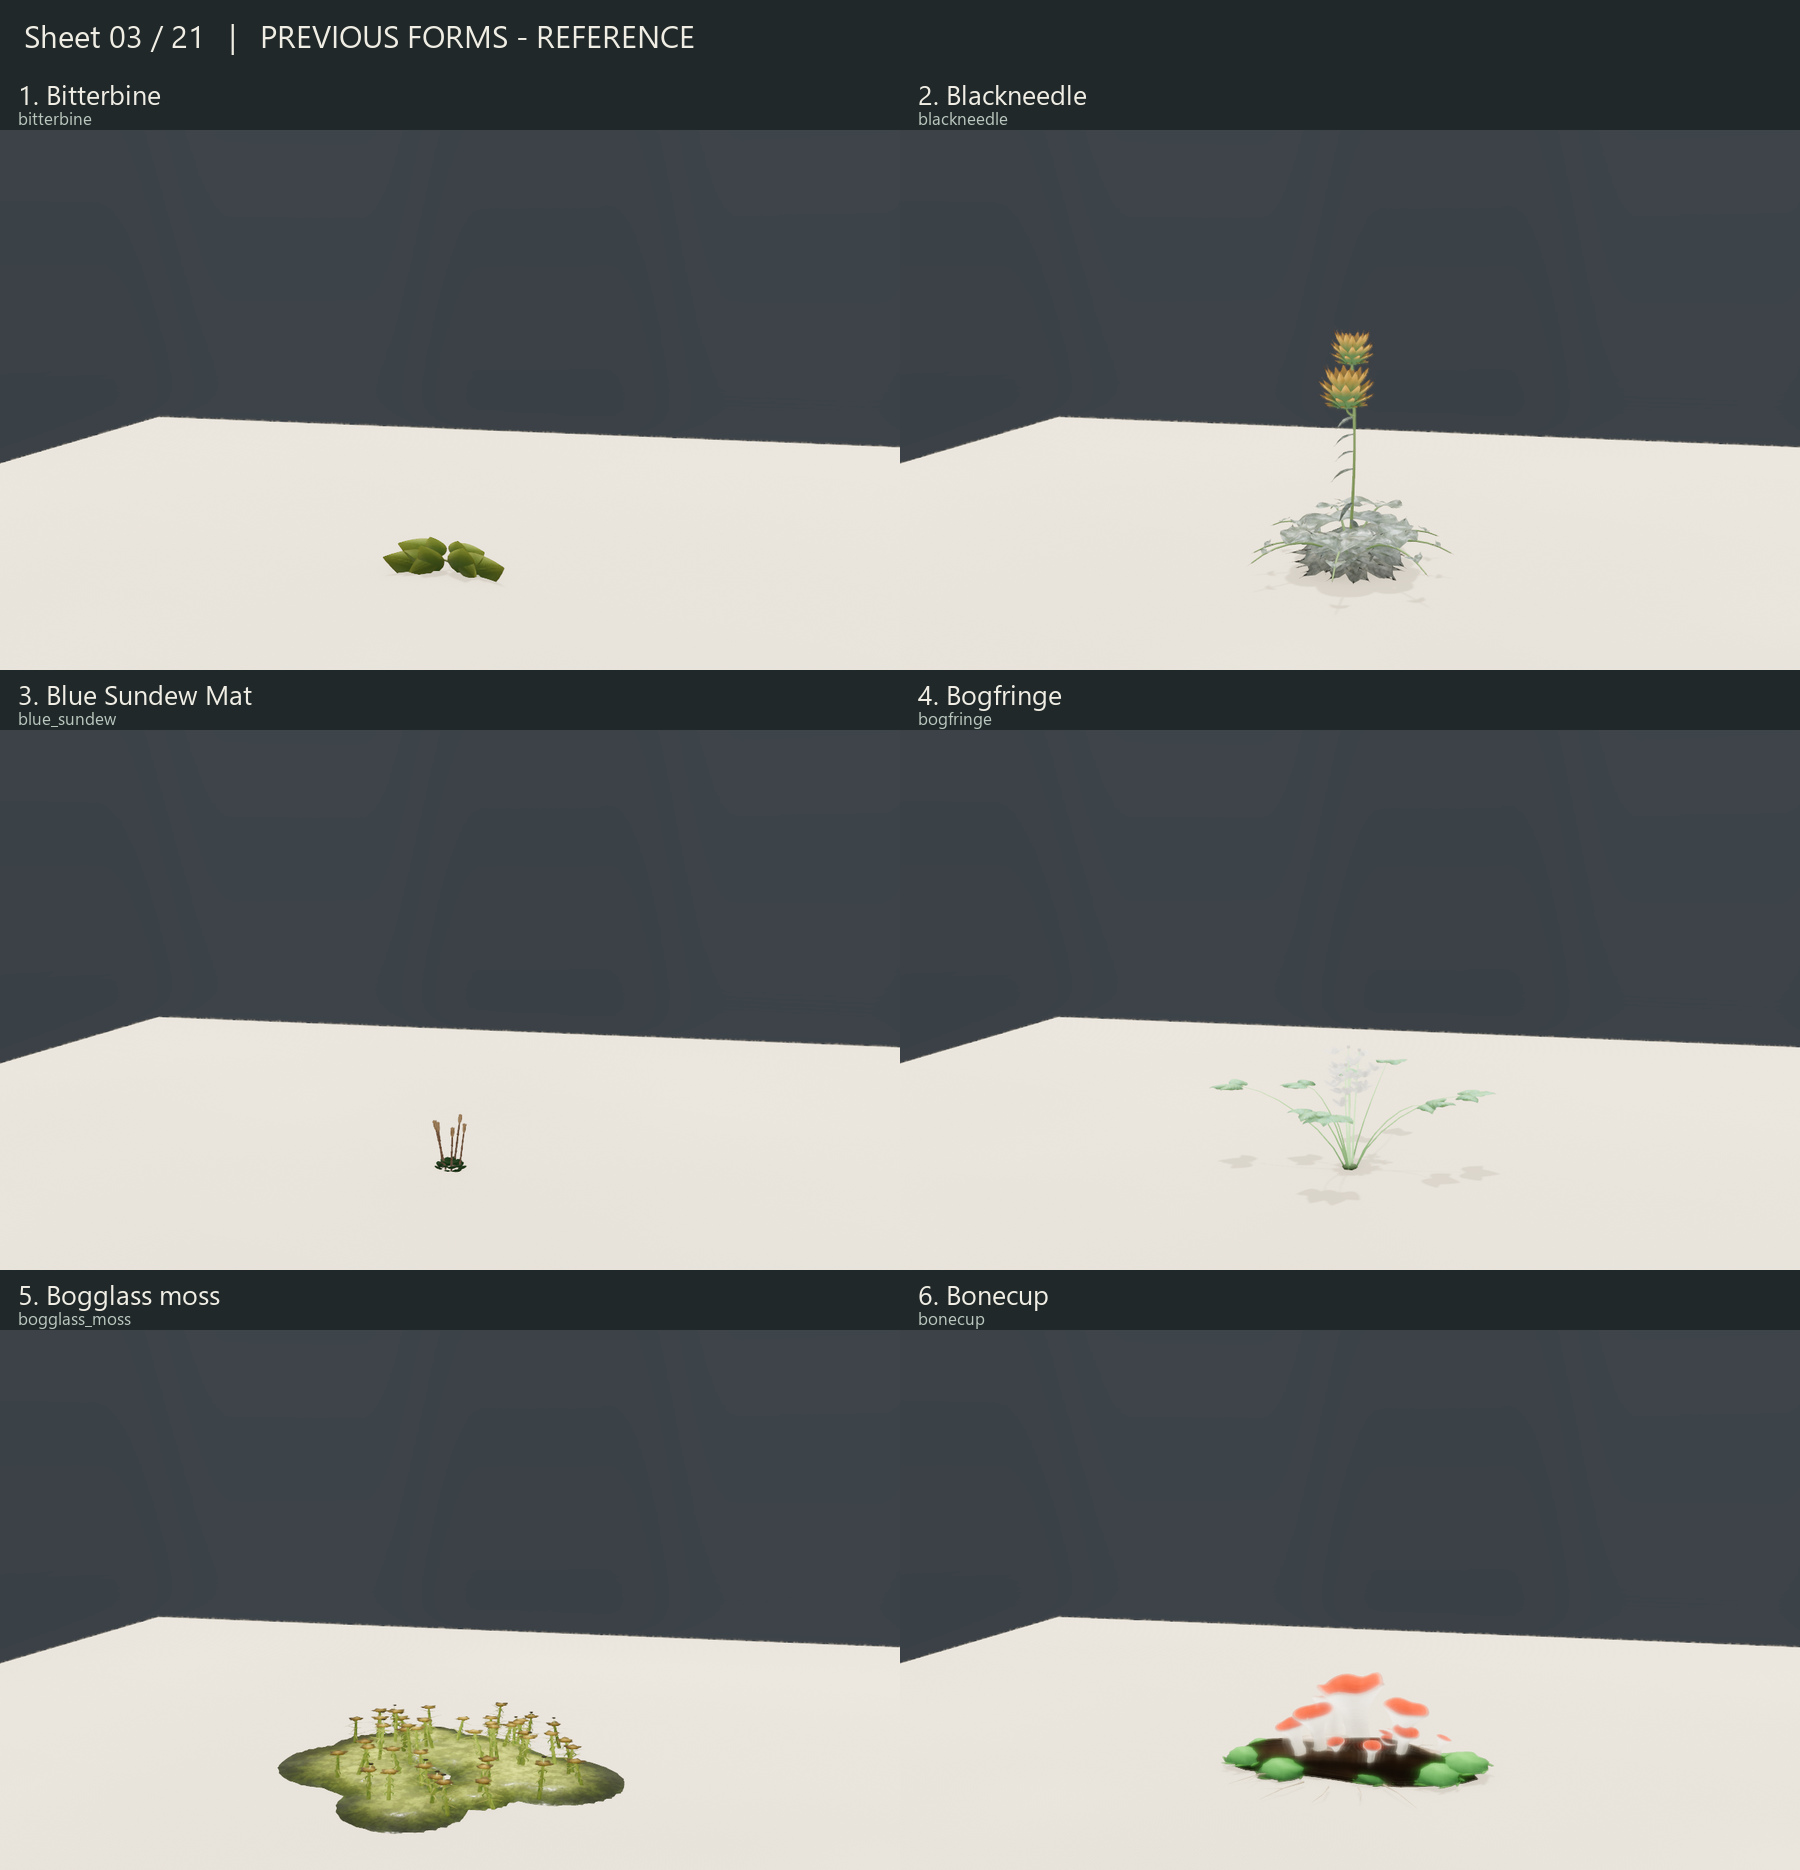 Sheet 03 / 21 | PREVIOUS FORMS - REFERENCE
1. Bitterbine
bitterbine
2. Blackneedle
blackneedle
3. Blue Sundew Mat
blue_sundew
4. Bogfringe
bogfringe
5. Bogglass moss
bogglass_moss
6. Bonecup
bonecup